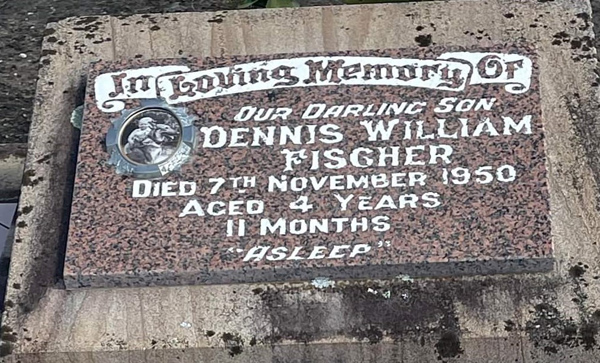 In Loving Memory Of
OUR DARLING SON
DENNIS WILLIAM
FISCHER
DIED 7TH NOVEMBER 1950
AGED 4 YEARS
11 MONTHS
"ASLEEP"